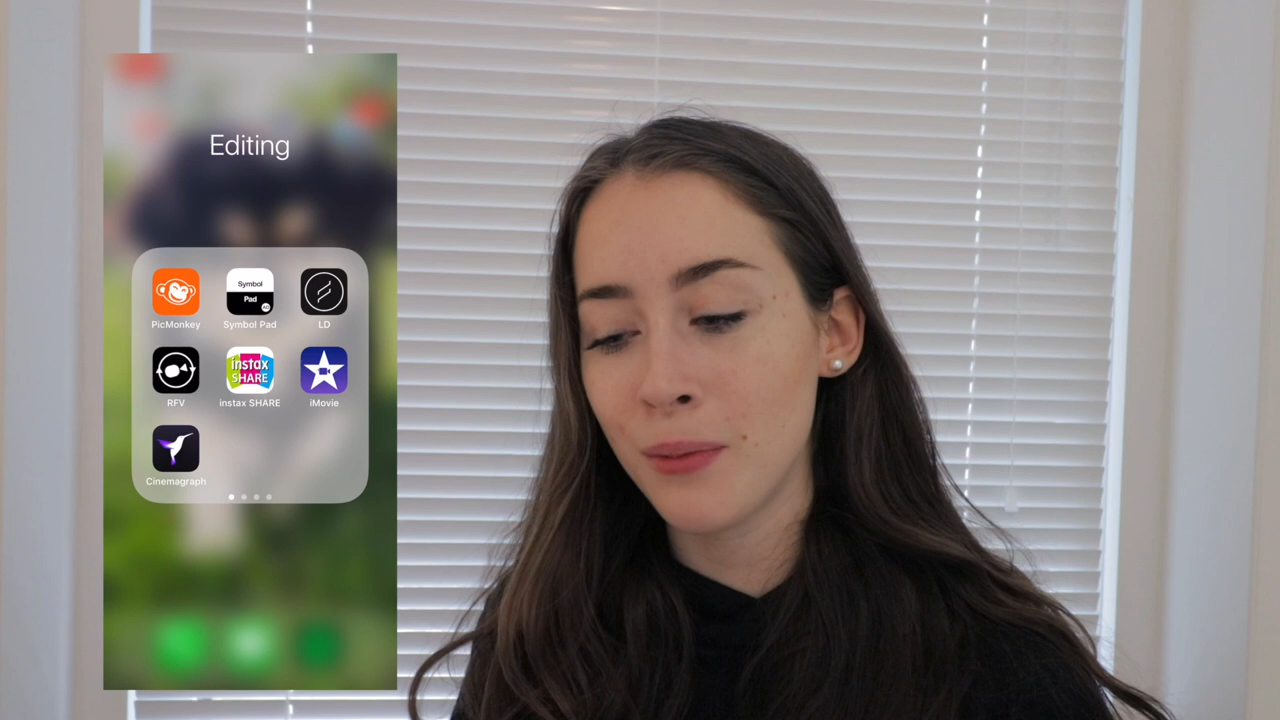 Editing
Symbol
Pad
PicMonkey
Symbol Pad
LD
instax
SHARE
RFV
instax SHARE
iMovie
Cinemagraph